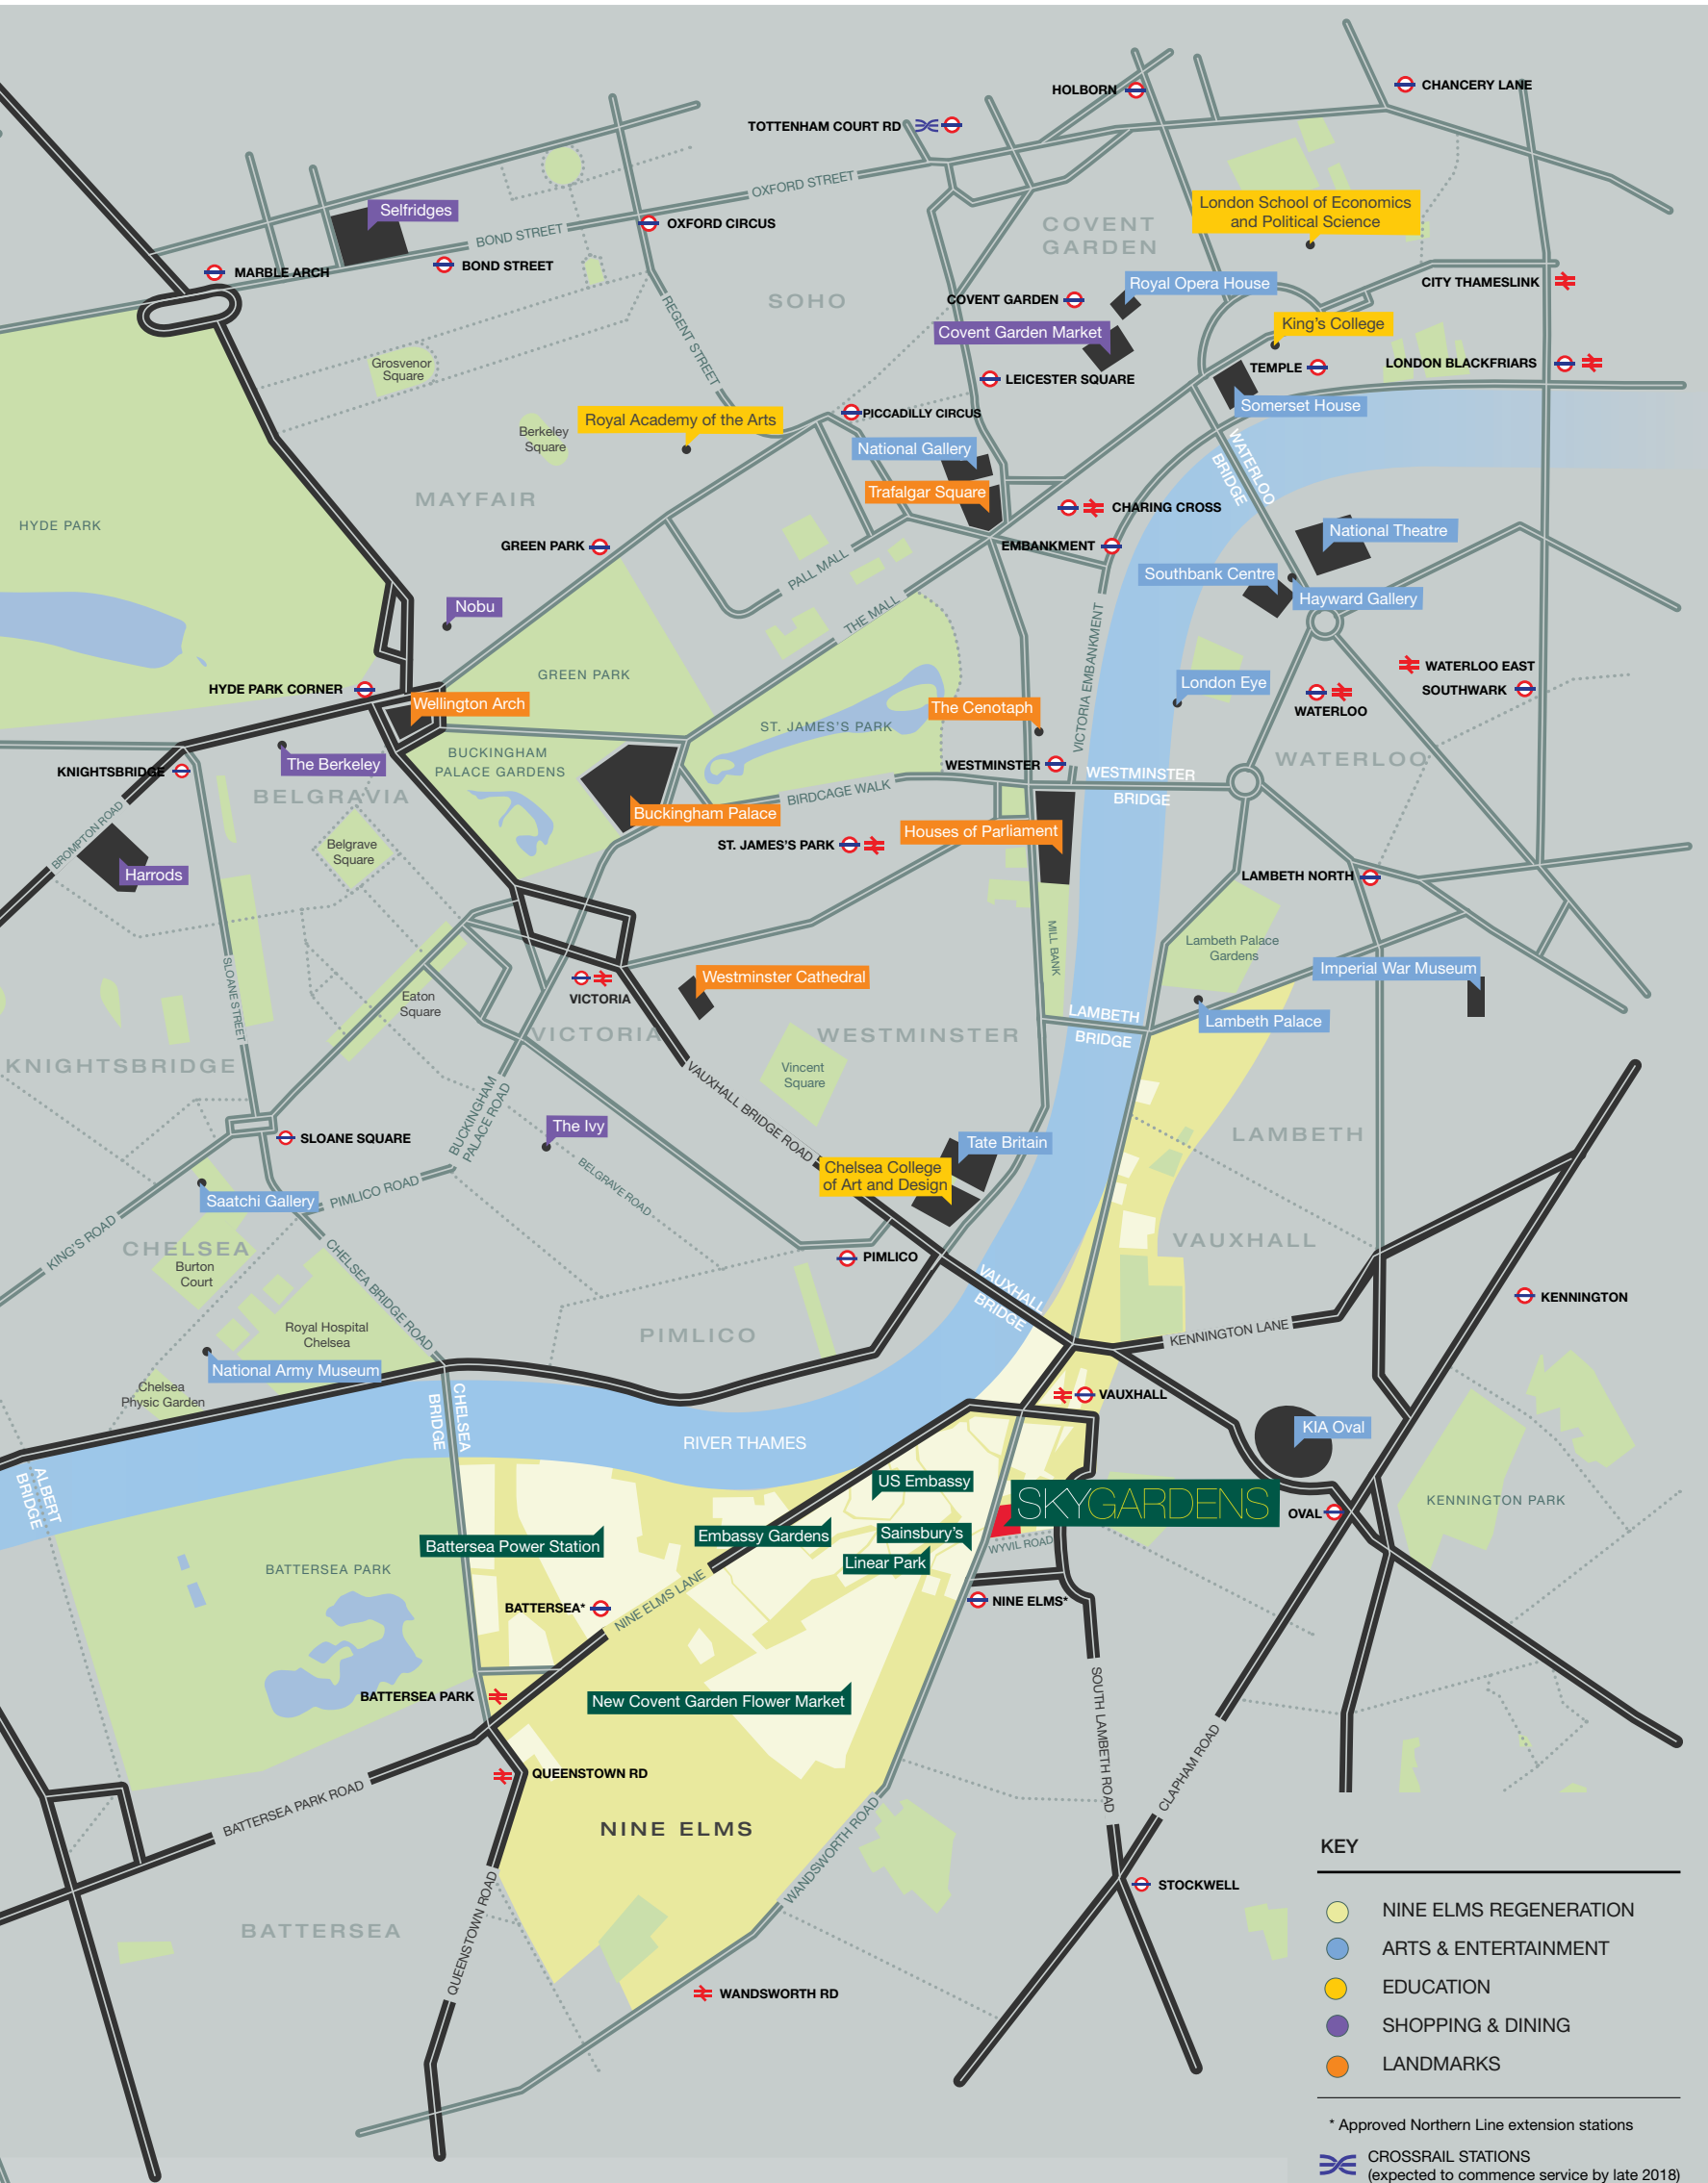 HOLBORN
CHANCERY LANE
TOTTENHAM COURT RD
OXFORD STREET
Selfridges
BOND STREET
OXFORD CIRCUS
COVENT
GARDEN
London School of Economics
and Political Science
MARBLE ARCH
BOND STREET
SOHO
COVENT GARDEN
Royal Opera House
CITY THAMESLINK
REGENT STREET
Covent Garden Market
King's College
Grosvenor
Square
LEICESTER SQUARE
TEMPLE
LONDON BLACKFRIARS
Somerset House
Royal Academy of the Arts
PICCADILLY CIRCUS
Berkeley
Square
National Gallery
WATERLOO
BRIDGE
MAYFAIR
Trafalgar Square
CHARING CROSS
HYDE PARK
National Theatre
GREEN PARK
EMBANKMENT
PALL MALL
Southbank Centre
Hayward Gallery
Nobu
THE MALL
VICTORIA EMBANKMENT
GREEN PARK
WATERLOO EAST
HYDE PARK CORNER
London Eye
SOUTHWARK
Wellington Arch
The Cenotaph
WATERLOO
ST. JAMES'S PARK
BUCKINGHAM
PALACE GARDENS
The Berkeley
KNIGHTSBRIDGE
WESTMINSTER
WESTMINSTER
BRIDGE
WATERLOO
BELGRAVIA
BIRDCAGE WALK
BROMPTON ROAD
Buckingham Palace
Houses of Parliament
ST. JAMES'S PARK
Belgrave
Square
Harrods
LAMBETH NORTH
MILL BANK
Lambeth Palace
Gardens
SLOANE STREET
Westminster Cathedral
Imperial War Museum
VICTORIA
Eaton
Square
LAMBETH
BRIDGE
Lambeth Palace
VICTORIA
WESTMINSTER
KNIGHTSBRIDGE
Vincent
Square
VAUXHALL BRIDGE ROAD
BUCKINGHAM
PALACE ROAD
The Ivy
SLOANE SQUARE
LAMBETH
Tate Britain
Chelsea College
of Art and Design
BELGRAVE ROAD
Saatchi Gallery
PIMLICO ROAD
KING'S ROAD
CHELSEA
Burton
Court
CHELSEA BRIDGE ROAD
VAUXHALL
PIMLICO
VAUXHALL
BRIDGE
KENNINGTON
Royal Hospital
Chelsea
PIMLICO
KENNINGTON LANE
National Army Museum
Chelsea
Physic Garden
CHELSEA
BRIDGE
VAUXHALL
KIA Oval
RIVER THAMES
ALBERT
BRIDGE
US Embassy
SKYGARDENS
KENNINGTON PARK
OVAL
Battersea Power Station
Embassy Gardens
Sainsbury's
WYVIL ROAD
Linear Park
BATTERSEA PARK
BATTERSEA*
NINE ELMS LANE
NINE ELMS*
BATTERSEA PARK
New Covent Garden Flower Market
SOUTH LAMBETH ROAD
CLAPHAM ROAD
QUEENSTOWN RD
BATTERSEA PARK ROAD
NINE ELMS
WANDSWORTH ROAD
QUEENSTOWN ROAD
STOCKWELL
BATTERSEA
WANDSWORTH RD
KEY
NINE ELMS REGENERATION
ARTS & ENTERTAINMENT
EDUCATION
SHOPPING & DINING
LANDMARKS
* Approved Northern Line extension stations
CROSSRAIL STATIONS
(expected to commence service by late 2018)